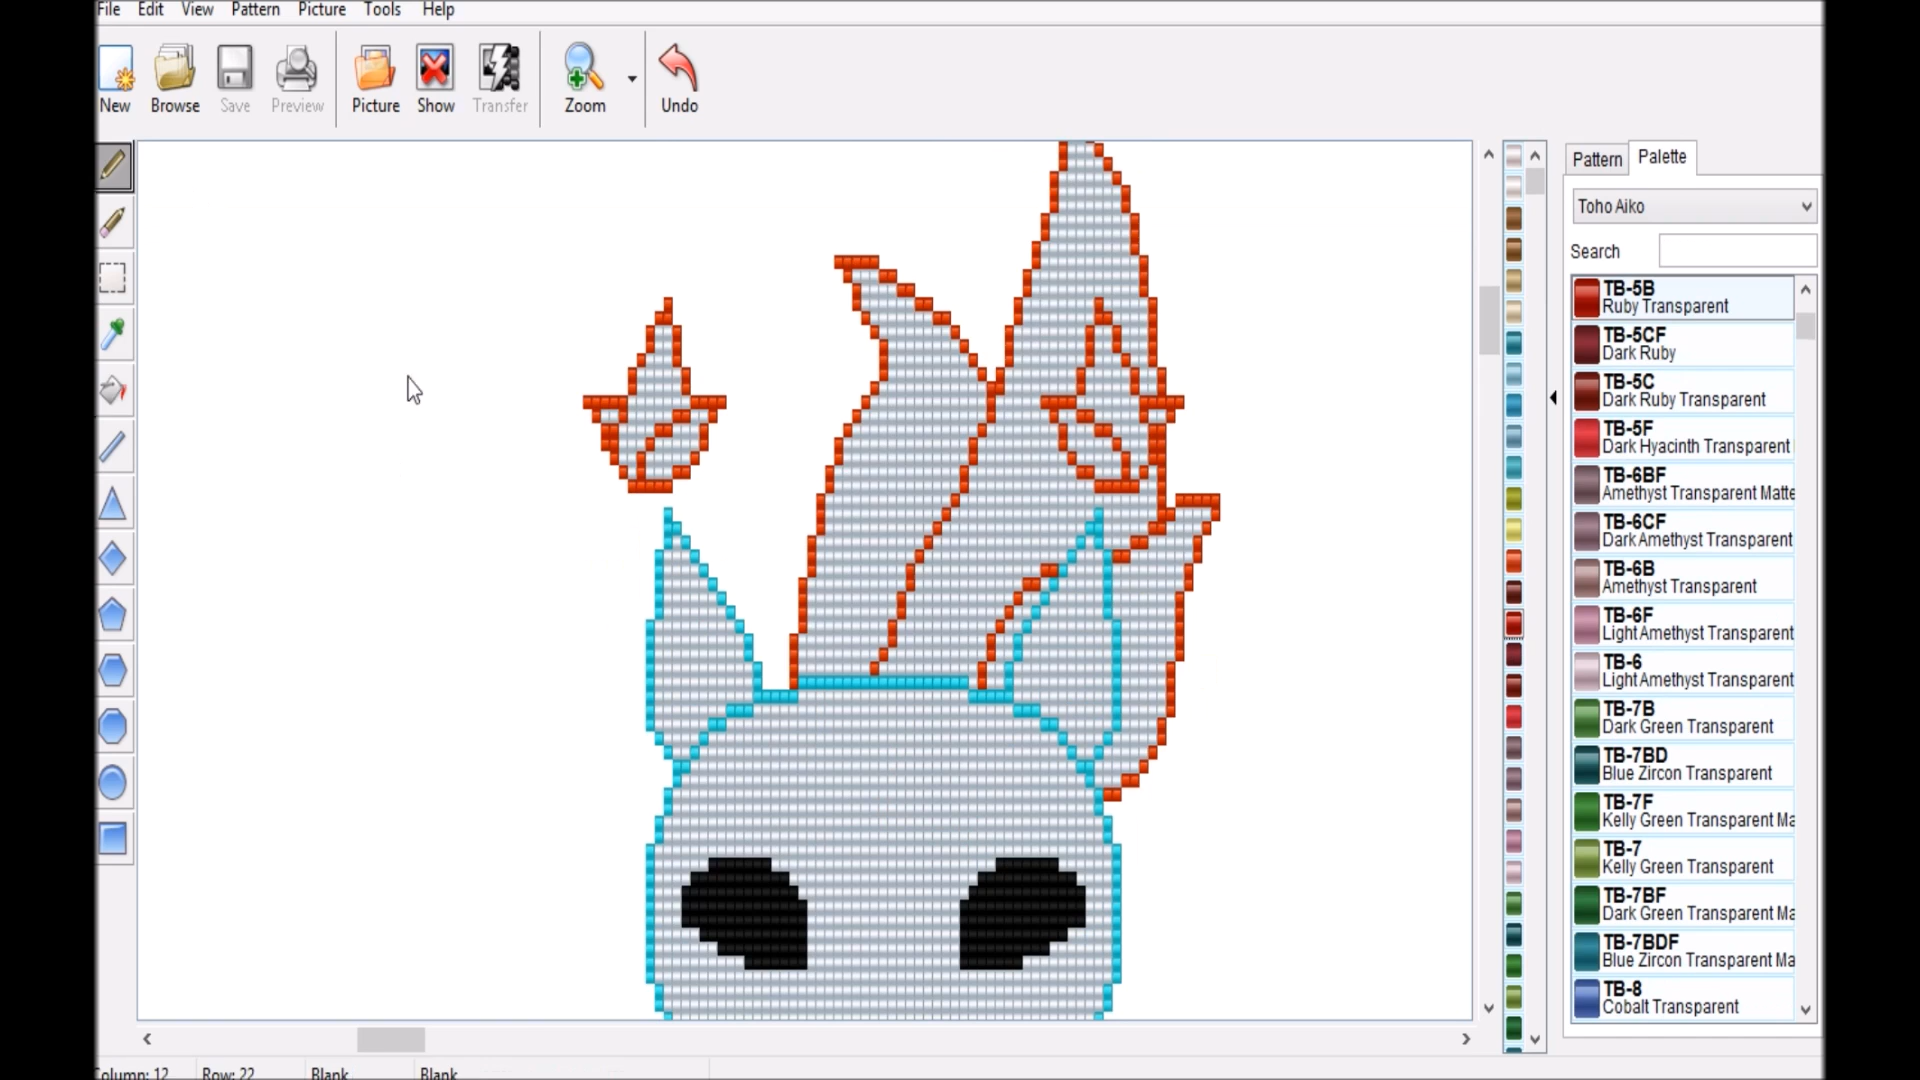 File Edit View Pattern Picture Tools Help
New Browse Save Preview Picture Show Transfer Zoom Undo
Pattern Palette
Toho Aiko
Search
TB-5B
Ruby Transparent
TB-5CF
Dark Ruby
TB-5C
Dark Ruby Transparent
TB-5F
Dark Hyacinth Transparent
TB-6BF
Amethyst Transparent Matte
TB-6CF
Dark Amethyst Transparent
TB-6B
Amethyst Transparent
TB-6F
Light Amethyst Transparent
TB-6
Light Amethyst Transparent
TB-7B
Dark Green Transparent
TB-7BD
Blue Zircon Transparent
TB-7F
Kelly Green Transparent Ma
TB-7
Kelly Green Transparent
TB-7BF
Dark Green Transparent Ma
TB-7BDF
Blue Zircon Transparent Ma
TB-8
Cobalt Transparent
Column: 12 Row: 22 Blank Blank